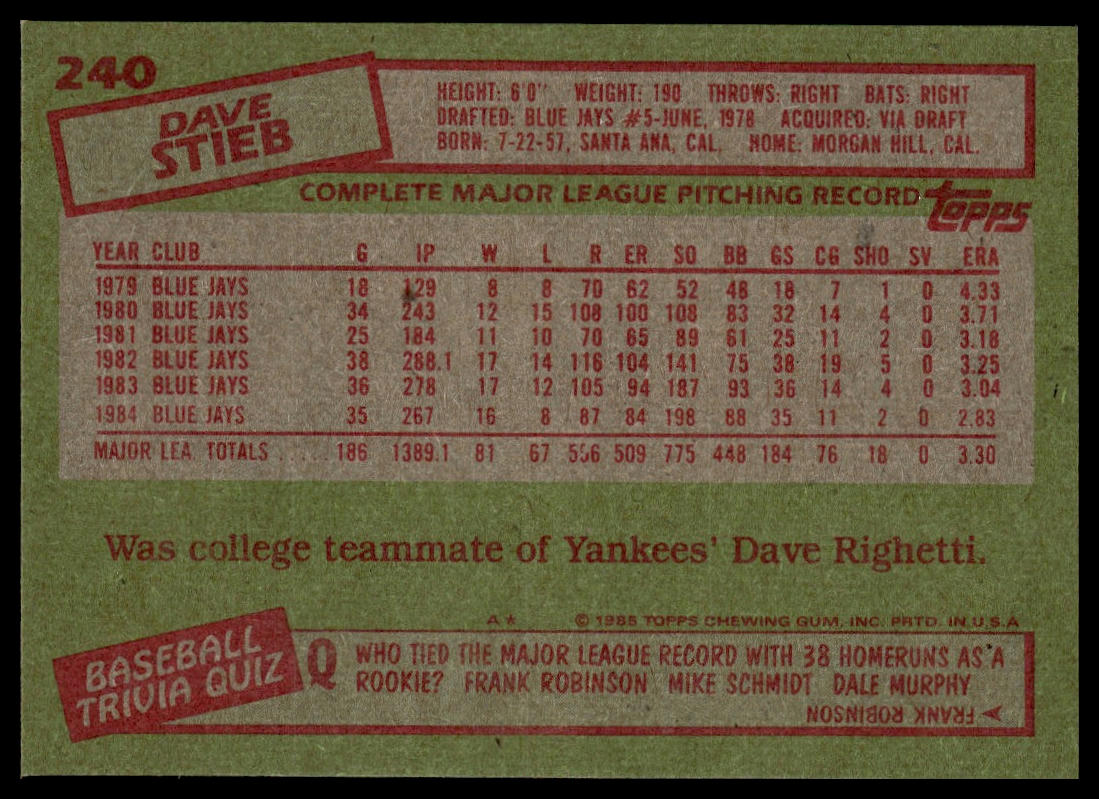 240
DAVE
STIEB
HEIGHT: 6'0" WEIGHT: 190 THROWS: RIGHT BATS: RIGHT
DRAFTED: BLUE JAYS #5-JUNE, 1978 ACQUIRED: VIA DRAFT
BORN: 7-22-57, SANTA ANA, CAL. HOME: MORGAN HILL, CAL.
COMPLETE MAJOR LEAGUE PITCHING RECORD
topps
YEAR CLUB G IP W L R ER SO BB GS CG SHO SV ERA
1979 BLUE JAYS 18 129 8 8 70 62 52 48 18 7 1 0 4.33
1980 BLUE JAYS 34 243 12 15 108 100 108 83 32 14 4 0 3.71
1981 BLUE JAYS 25 184 11 10 70 65 89 61 25 11 2 0 3.18
1982 BLUE JAYS 38 288.1 17 14 116 104 141 75 38 19 5 0 3.25
1983 BLUE JAYS 36 278 17 12 105 94 187 93 36 14 4 0 3.04
1984 BLUE JAYS 35 267 16 8 87 84 198 88 35 11 2 0 2.83
MAJOR LEA. TOTALS ..... 186 1389.1 81 67 556 509 775 448 184 76 18 0 3.30
Was college teammate of Yankees' Dave Righetti.
A* © 1985 TOPPS CHEWING GUM, INC. PRTD. IN U.S.A
BASEBALL
TRIVIA QUIZ
Q WHO TIED THE MAJOR LEAGUE RECORD WITH 38 HOMERUNS AS A
ROOKIE? FRANK ROBINSON MIKE SCHMIDT DALE MURPHY
FRANK ROBINSON